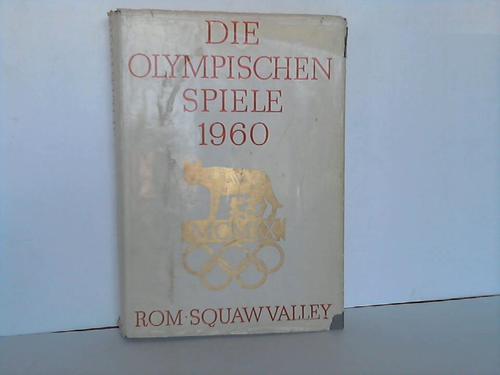 DIE
OLYMPISCHEN
SPIELE
1960
MCMLX
ROM · SQUAW VALLEY